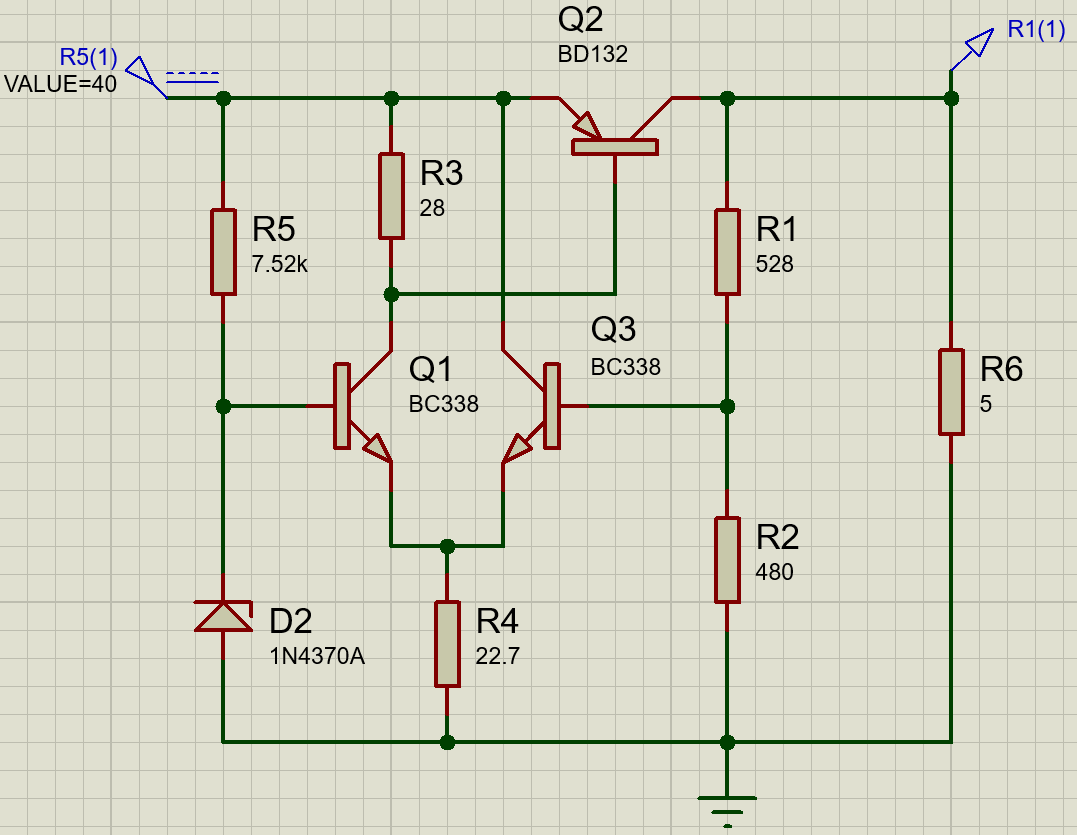 Q2
BD132
R5(1)
VALUE=40
R1(1)
R3
28
R5
7.52k
R1
528
Q3
BC338
Q1
BC338
R6
5
R2
480
D2
1N4370A
R4
22.7